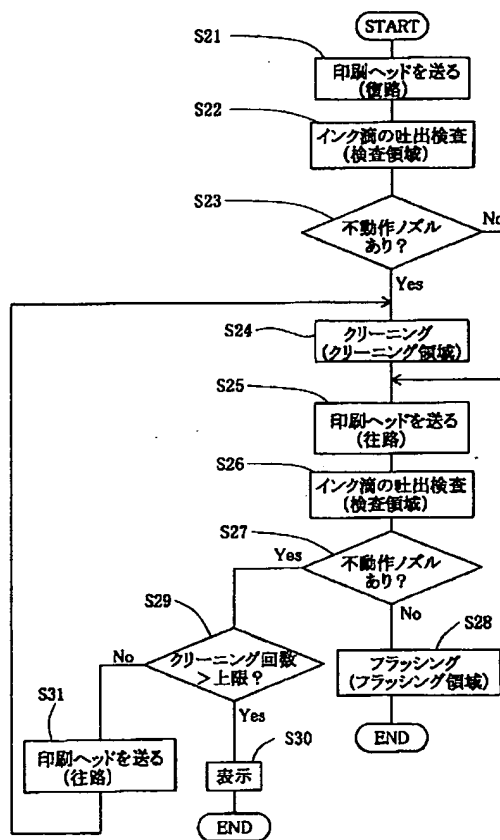 START
S21
印刷ヘッドを送る
(復路)
S22
インク滴の吐出検査
(検査領域)
S23
不動作ノズル
あり?
No
Yes
S24
クリーニング
(クリーニング領域)
S25
印刷ヘッドを送る
(往路)
S26
インク滴の吐出検査
(検査領域)
S27
不動作ノズル
あり?
Yes
No
S28
フラッシング
(フラッシング領域)
END
S29
クリーニング回数
>上限?
No
Yes
S30
表示
END
S31
印刷ヘッドを送る
(往路)